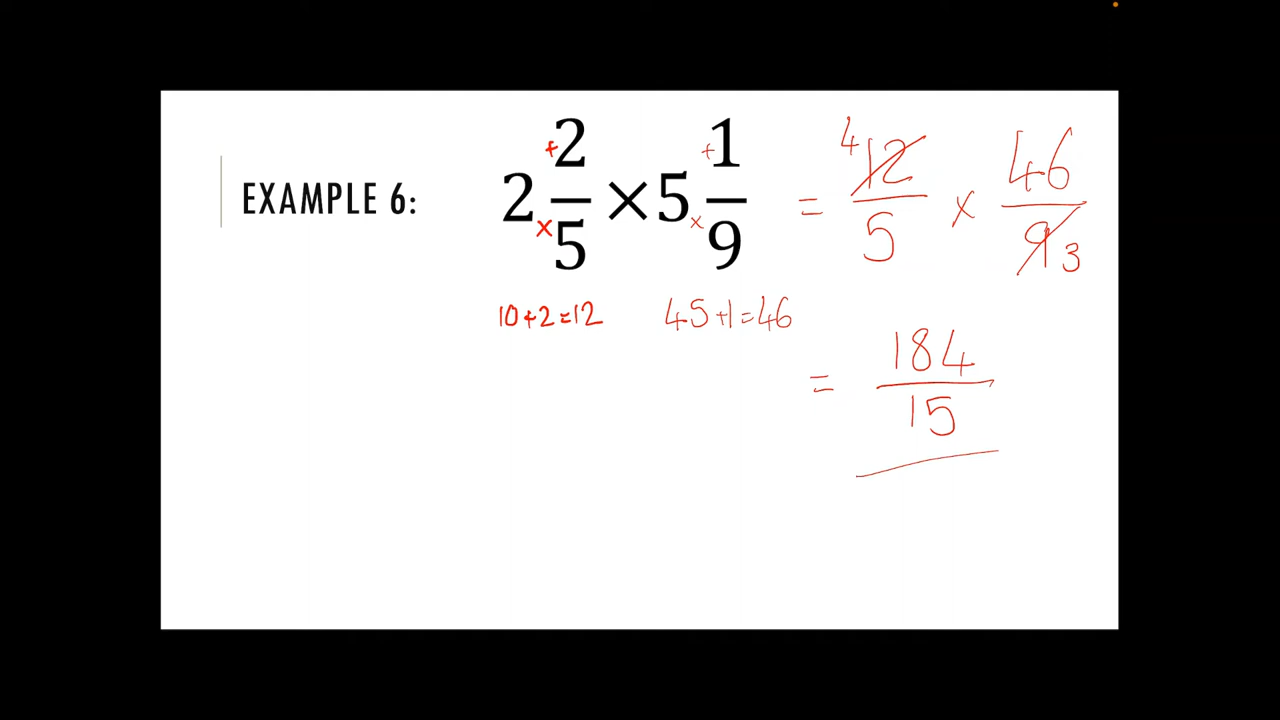 EXAMPLE 6: 2 2/5 × 5 1/9 = 12/5 × 46/9
+ × + × 4 3
10+2=12 45+1=46
= 184/15